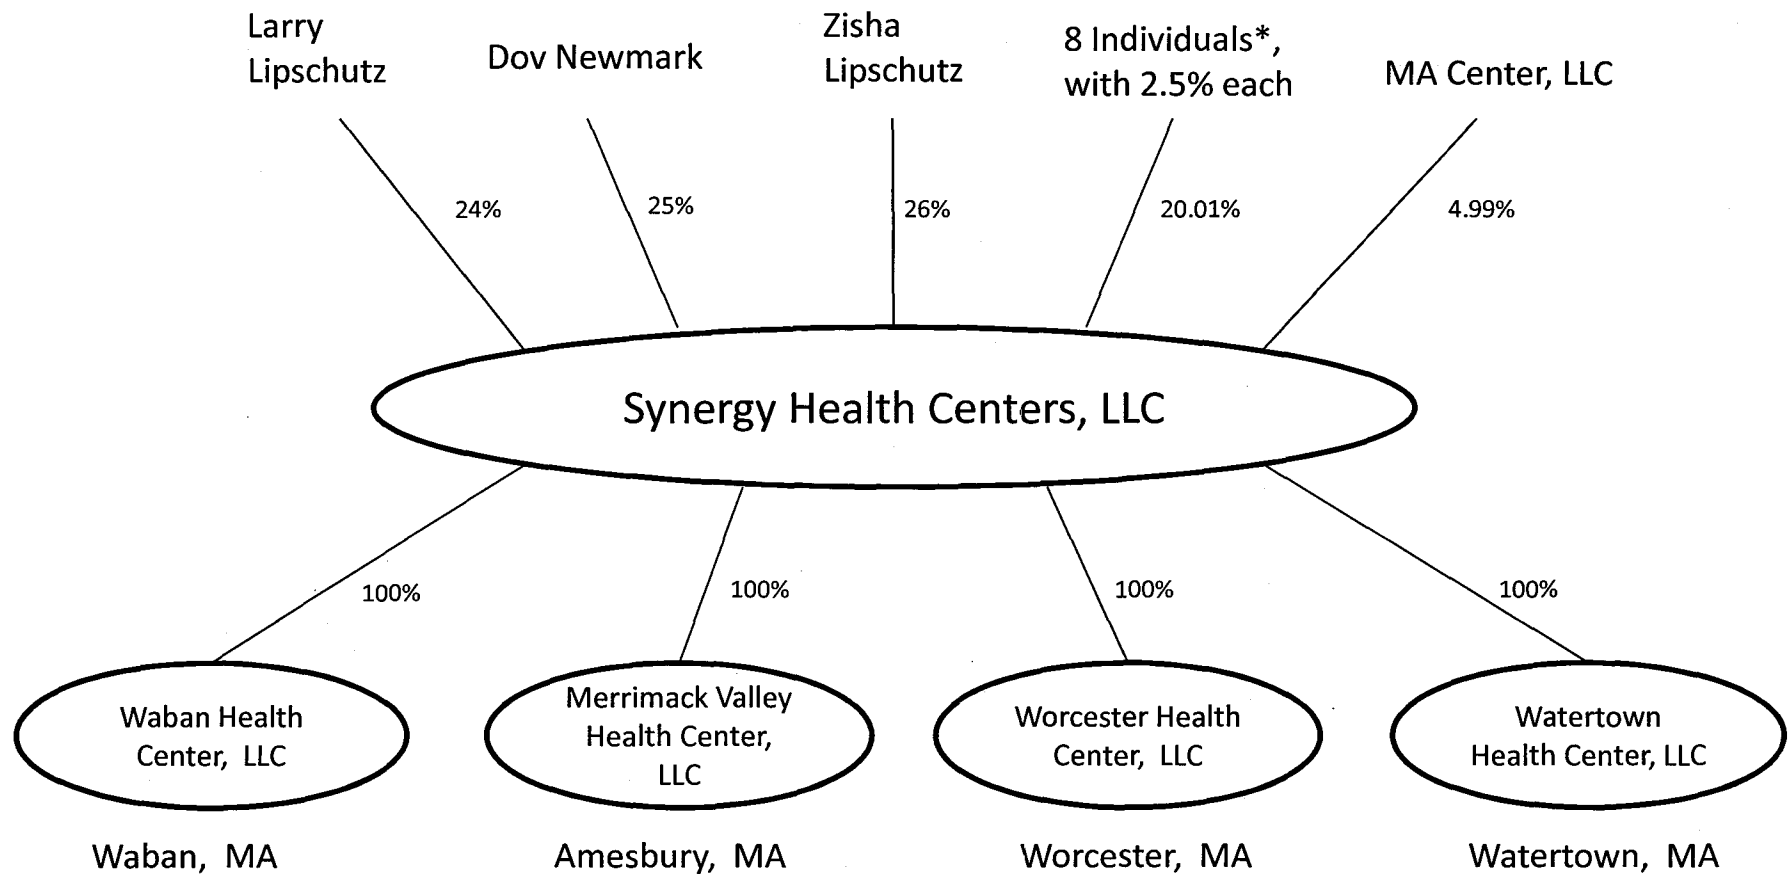 Larry
Lipschutz
Dov Newmark
Zisha
Lipschutz
8 Individuals*,
with 2.5% each
MA Center, LLC
24%
25%
26%
20.01%
4.99%
Synergy Health Centers, LLC
100%
100%
100%
100%
Waban Health
Center, LLC
Merrimack Valley
Health Center,
LLC
Worcester Health
Center, LLC
Watertown
Health Center, LLC
Waban, MA
Amesbury, MA
Worcester, MA
Watertown, MA